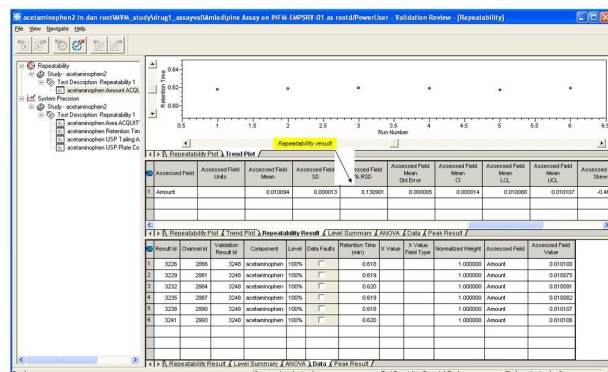 acetaminophen2 in dan root\MVM_study\drug1_assayval\Amlodipine Assay on INFM-EMPSRV-01 as rootd/PowerUser - Validation Review - [Repeatability]
File View Navigate Help
Repeatability
Study - acetaminophen2
Test Description: Repeatability 1
acetaminophen Amount ACQU
System Precision
Study - acetaminophen2
Test Description: Repeatability 1
acetaminophen Area ACQUIT
acetaminophen Retention Tim
acetaminophen USP Tailing A
acetaminophen USP Plate Co
Retention Time
0.64
0.62
0.60
0.5 1 1.5 2 2.5 3 3.5 4 4.5 5 5.5 6 6.5
Run Number
Repeatability result
Repeatability Plot Trend Plot
Assessed Field Assessed Field Units Assessed Field Mean Assessed Field SD Assessed Field % RSD Assessed Field Mean Std Error Assessed Field Mean CI Assessed Field Mean LCL Assessed Field Mean UCL Assessed Skew
1 Amount 0.010094 0.000013 0.130901 0.000005 0.000014 0.010080 0.010107 -0.46
Repeatability Plot Trend Plot Repeatability Result Level Summary ANOVA Data Peak Result
Result Id Channel Id Validation Result Id Component Level Data Faults Retention Time (min) X Value X Value Field Type Normalized Weight Assessed Field Assessed Field Value
1 3226 2866 3248 acetaminophen 100% 0.618 1.000000 Amount 0.010100
2 3229 2981 3248 acetaminophen 100% 0.619 1.000000 Amount 0.010075
3 3232 2984 3248 acetaminophen 100% 0.620 1.000000 Amount 0.010091
4 3235 2987 3248 acetaminophen 100% 0.619 1.000000 Amount 0.010082
5 3238 2990 3248 acetaminophen 100% 0.618 1.000000 Amount 0.010107
6 3241 2993 3248 acetaminophen 100% 0.620 1.000000 Amount 0.010106
Repeatability Result Level Summary ANOVA Data Peak Result